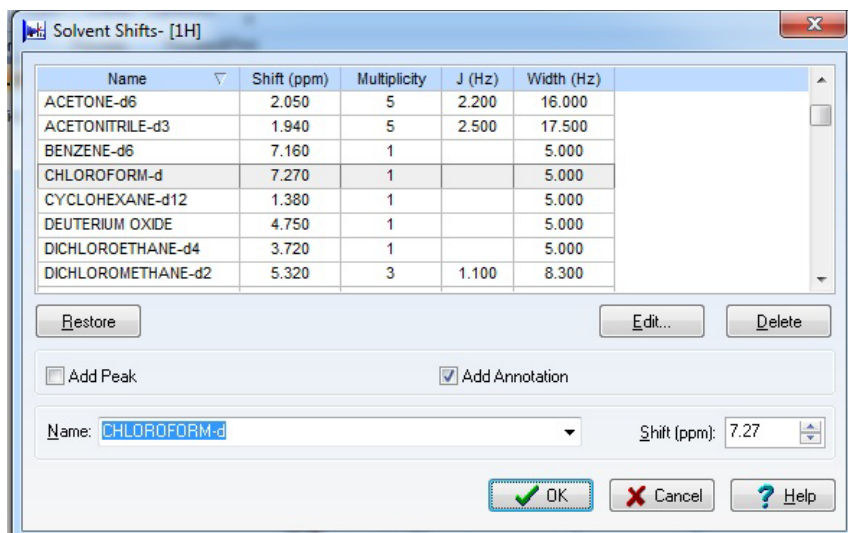 Solvent Shifts- [1H]
Name Shift (ppm) Multiplicity J (Hz) Width (Hz)
ACETONE-d6 2.050 5 2.200 16.000
ACETONITRILE-d3 1.940 5 2.500 17.500
BENZENE-d6 7.160 1 5.000
CHLOROFORM-d 7.270 1 5.000
CYCLOHEXANE-d12 1.380 1 5.000
DEUTERIUM OXIDE 4.750 1 5.000
DICHLOROETHANE-d4 3.720 1 5.000
DICHLOROMETHANE-d2 5.320 3 1.100 8.300
Restore Edit... Delete
Add Peak Add Annotation
Name: CHLOROFORM-d Shift (ppm): 7.27
OK Cancel Help